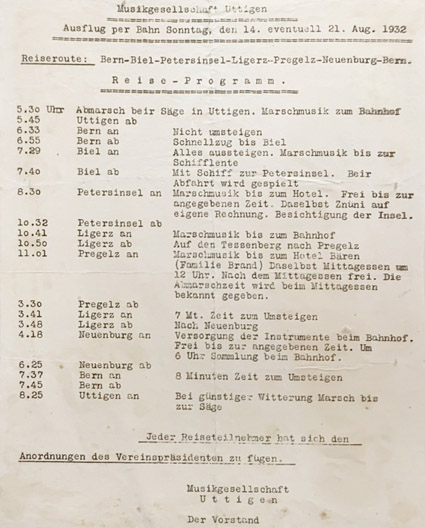 Musikgesellschaft Uttigen
Ausflug per Bahn Sonntag, den 14. eventuell 21. Aug. 1932
Reiseroute: Bern-Biel-Petersinsel-Ligerz-Pregelz-Neuenburg-Bern.
Reise-Programm.
5.3o Uhr Abmarsch beir Säge in Uttigen. Marschmusik zum Bahnhof
5.45 Uttigen ab
6.33 Bern an Nicht umsteigen
6.55 Bern ab Schnellzug bis Biel
7.29 Biel an Alles aussteigen. Marschmusik bis zur
Schifflente
7.4o Biel ab Mit Schiff zur Petersinsel. Beir
Abfahrt wird gespielt
8.3o Petersinsel an Marschmusik bis zum Hotel. Frei bis zur
angegebenen Zeit. Daselbst Znüni auf
eigene Rechnung. Besichtigung der Insel.
1o.32 Petersinsel ab
1o.41 Ligerz an Marschmusik bis zum Bahnhof
1o.5o Ligerz ab Auf den Tessenberg nach Pregelz
11.o1 Pregelz an Marschmusik bis zum Hotel Bären
(Familie Brand) Daselbst Mittagessen um
12 Uhr. Nach dem Mittagessen frei. Die
Abmarschzeit wird beim Mittagessen
bekannt gegeben.
3.3o Pregelz ab
3.41 Ligerz an 7 Mt. Zeit zum Umsteigen
3.48 Ligerz ab Nach Neuenburg
4.18 Neuenburg an Versorgung der Instrumente beim Bahnhof.
Frei bis zur angegebenen Zeit. Um
6 Uhr Sammlung beim Bahnhof.
6.25 Neuenburg ab
7.37 Bern an 8 Minuten Zeit zum Umsteigen
7.45 Bern ab
8.25 Uttigen an Bei günstiger Witterung Marsch bis
zur Säge
Jeder Reiseteilnehmer hat sich den
Anordnungen des Vereinspräsidenten zu fügen.
Musikgesellschaft
Uttigen
Der Vorstand